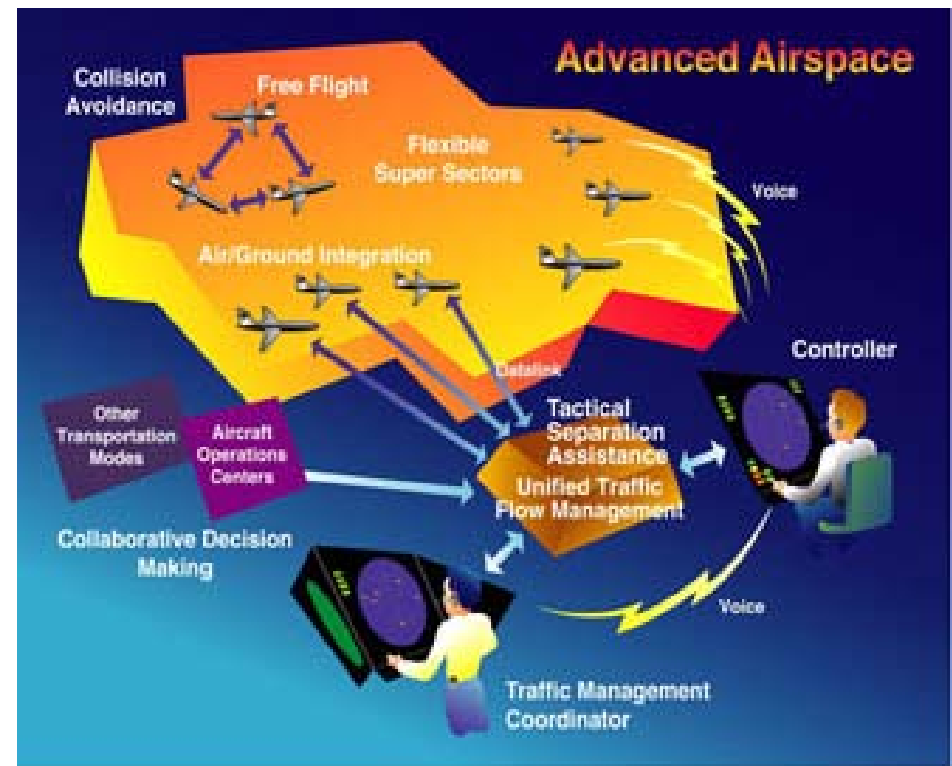 Advanced Airspace
Collision
Avoidance
Free Flight
Flexible
Super Sectors
Voice
Air/Ground Integration
Datalink
Controller
Other
Transportation
Modes
Aircraft
Operations
Centers
Tactical
Separation
Assistance
Unified Traffic
Flow Management
Collaborative Decision
Making
Voice
Traffic Management
Coordinator